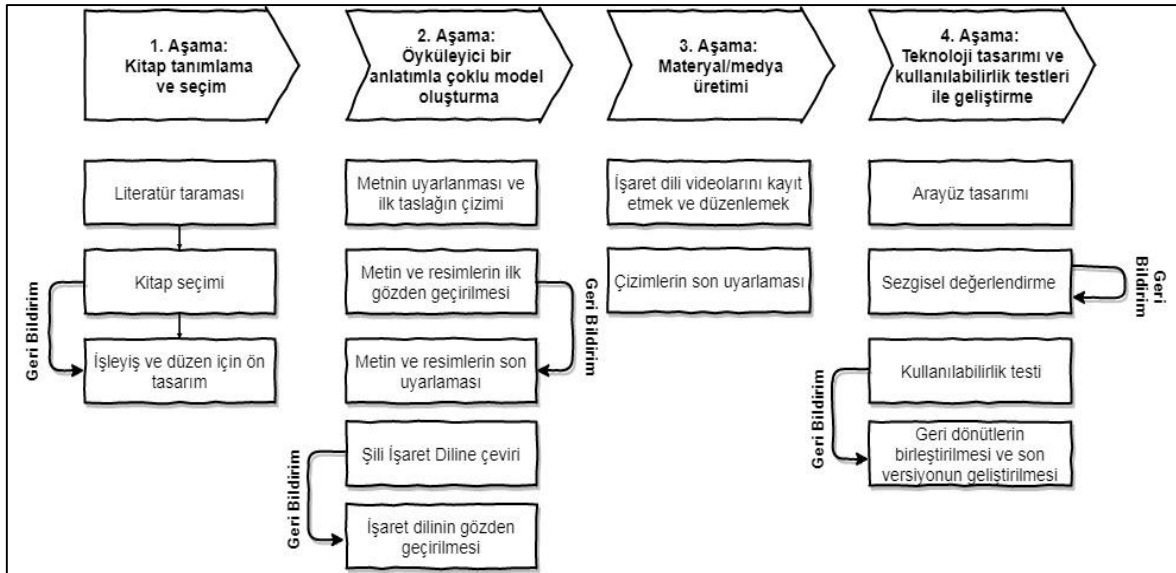 1. Aşama:
Kitap tanımlama
ve seçim
2. Aşama:
Öyküleyici bir
anlatımla çoklu model
oluşturma
3. Aşama:
Materyal/medya
üretimi
4. Aşama:
Teknoloji tasarımı ve
kullanılabilirlik testleri
ile geliştirme
Literatür taraması
Kitap seçimi
İşleyiş ve düzen için ön
tasarım
Geri Bildirim
Metnin uyarlanması ve
ilk taslağın çizimi
Metin ve resimlerin ilk
gözden geçirilmesi
Metin ve resimlerin son
uyarlaması
Geri Bildirim
Şili İşaret Diline çeviri
İşaret dilinin gözden
geçirilmesi
Geri Bildirim
İşaret dili videolarını kayıt
etmek ve düzenlemek
Çizimlerin son uyarlaması
Arayüz tasarımı
Sezgisel değerlendirme
Geri
Bildirim
Kullanılabilirlik testi
Geri dönütlerin
birleştirilmesi ve son
versiyonun geliştirilmesi
Geri Bildirim